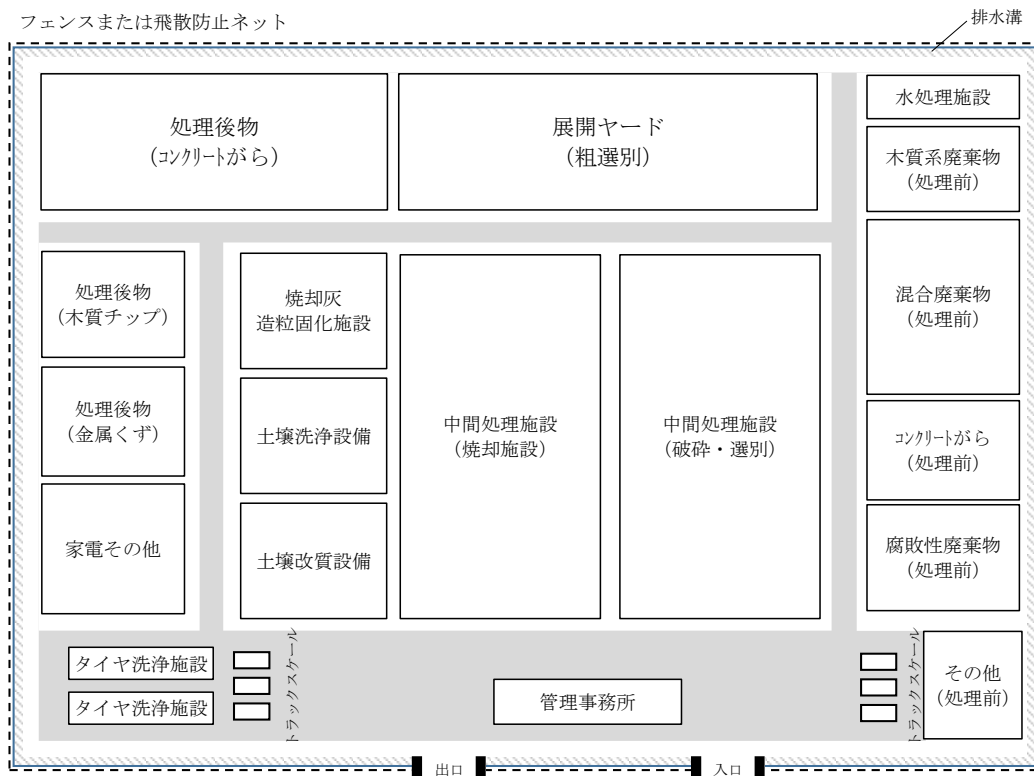 フェンスまたは飛散防止ネット
排水溝
処理後物
(コンクリートがら)
展開ヤード
(粗選別)
水処理施設
木質系廃棄物
(処理前)
処理後物
(木質チップ)
焼却灰
造粒固化施設
混合廃棄物
(処理前)
処理後物
(金属くず)
土壌洗浄設備
中間処理施設
(焼却施設)
中間処理施設
(破砕・選別)
コンクリートがら
(処理前)
家電その他
土壌改質設備
腐敗性廃棄物
(処理前)
タイヤ洗浄施設
タイヤ洗浄施設
トラックスケール
管理事務所
トラックスケール
その他
(処理前)
出口
入口